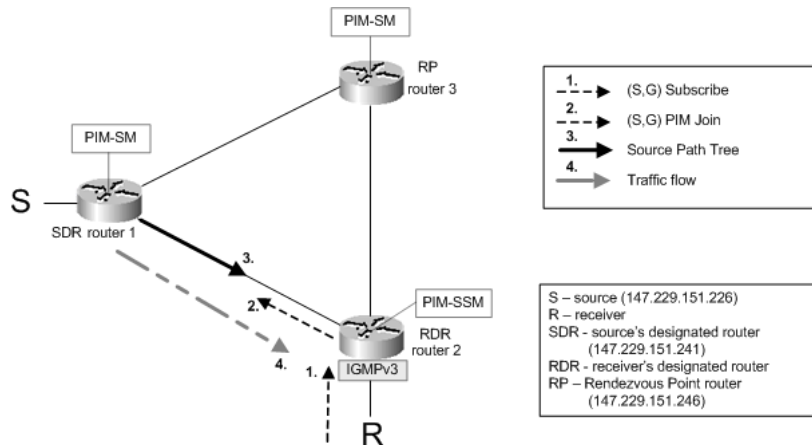 PIM-SM
RP
router 3
PIM-SM
S
SDR router 1
3.
2.
PIM-SSM
RDR
router 2
4.
1.
IGMPv3
R
1.
(S,G) Subscribe
2.
(S,G) PIM Join
3.
Source Path Tree
4.
Traffic flow
S – source (147.229.151.226)
R – receiver
SDR - source's designated router
(147.229.151.241)
RDR - receiver's designated router
RP – Rendezvous Point router
(147.229.151.246)